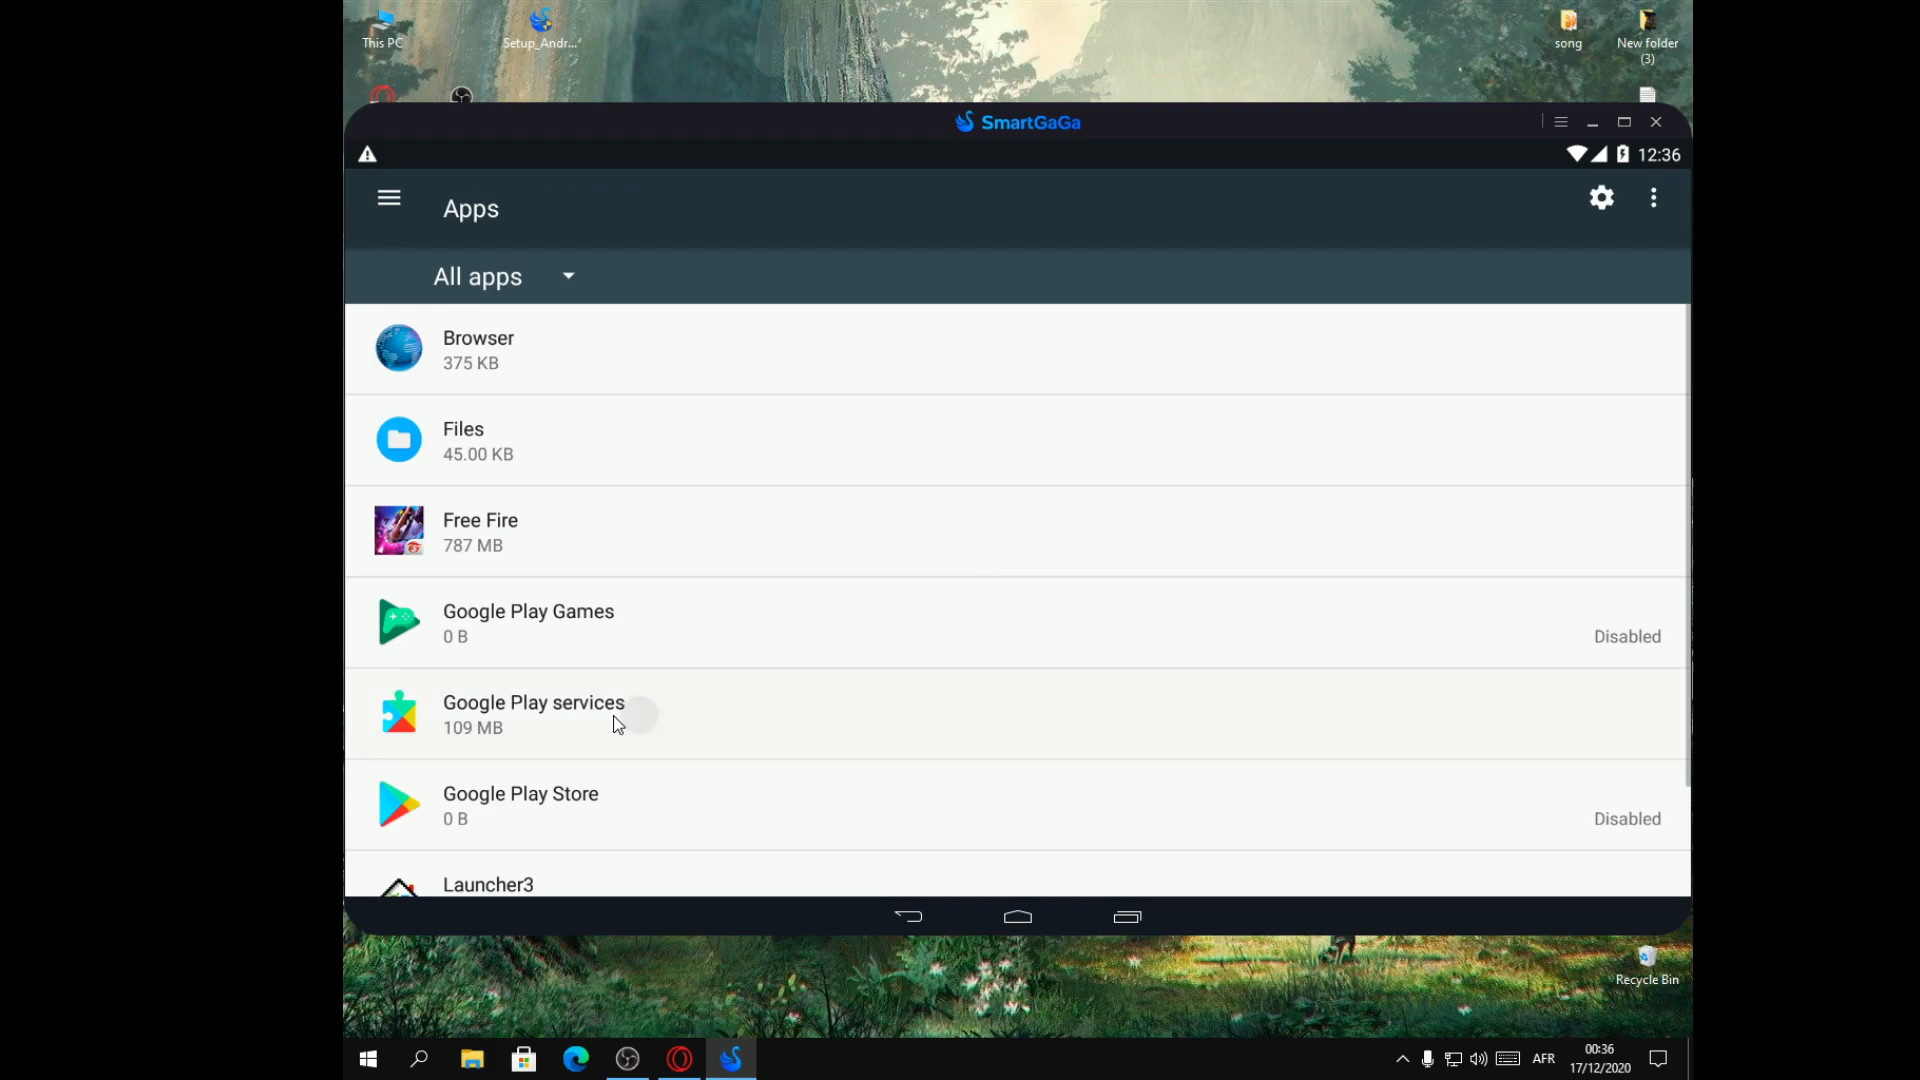 This PC
Setup_Andr...
song
New folder
(3)
SmartGaGa
12:36
Apps
All apps
Browser
375 KB
Files
45.00 KB
Free Fire
787 MB
Google Play Games
0 B
Disabled
Google Play services
109 MB
Google Play Store
0 B
Disabled
Launcher3
Recycle Bin
AFR
00:36
17/12/2020